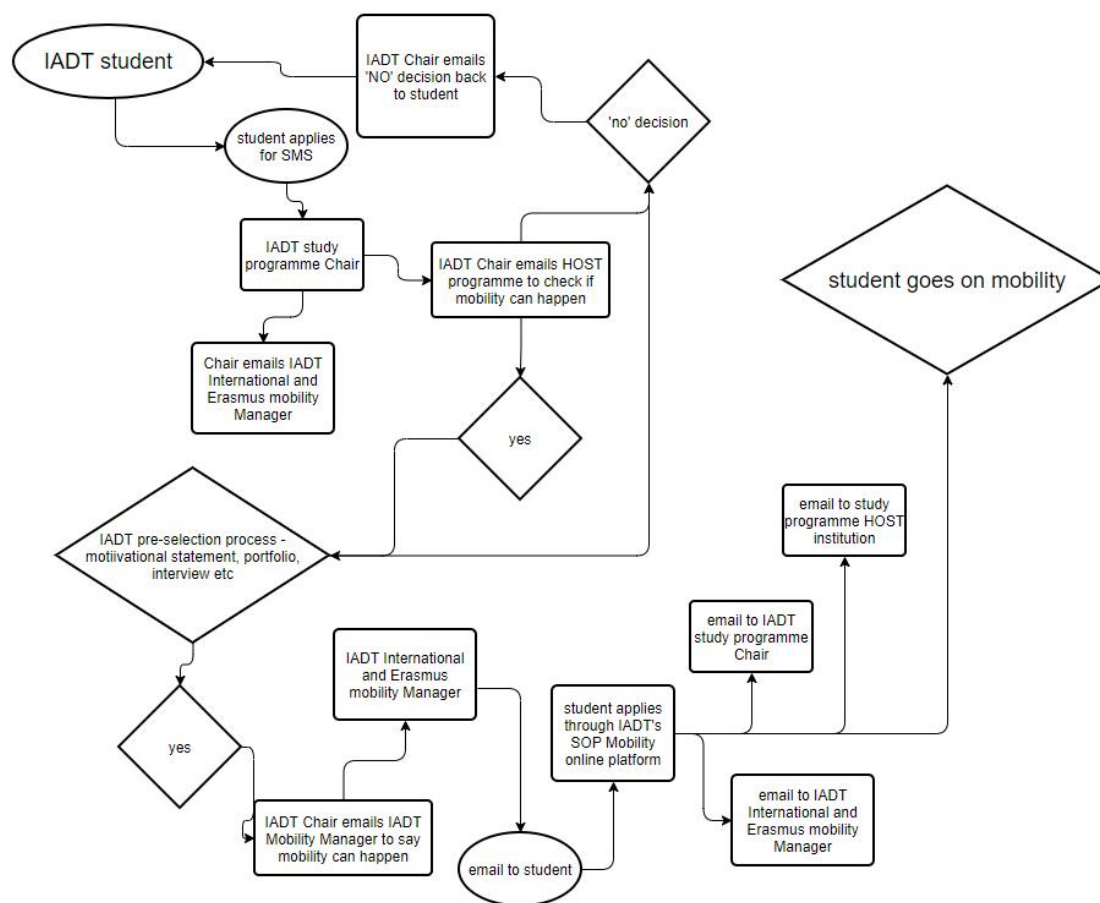 IADT student
IADT Chair emails
'NO' decision back
to student
'no' decision
student applies
for SMS
IADT study
programme Chair
IADT Chair emails HOST
programme to check if
mobility can happen
student goes on mobility
Chair emails IADT
International and
Erasmus mobility
Manager
yes
IADT pre-selection process -
motiivational statement, portfolio,
interview etc
email to study
programme HOST
institution
email to IADT
study programme
Chair
IADT International
and Erasmus
mobility Manager
student applies
through IADT's
SOP Mobility
online platform
yes
IADT Chair emails IADT
Mobility Manager to say
mobility can happen
email to student
email to IADT
International and
Erasmus mobility
Manager